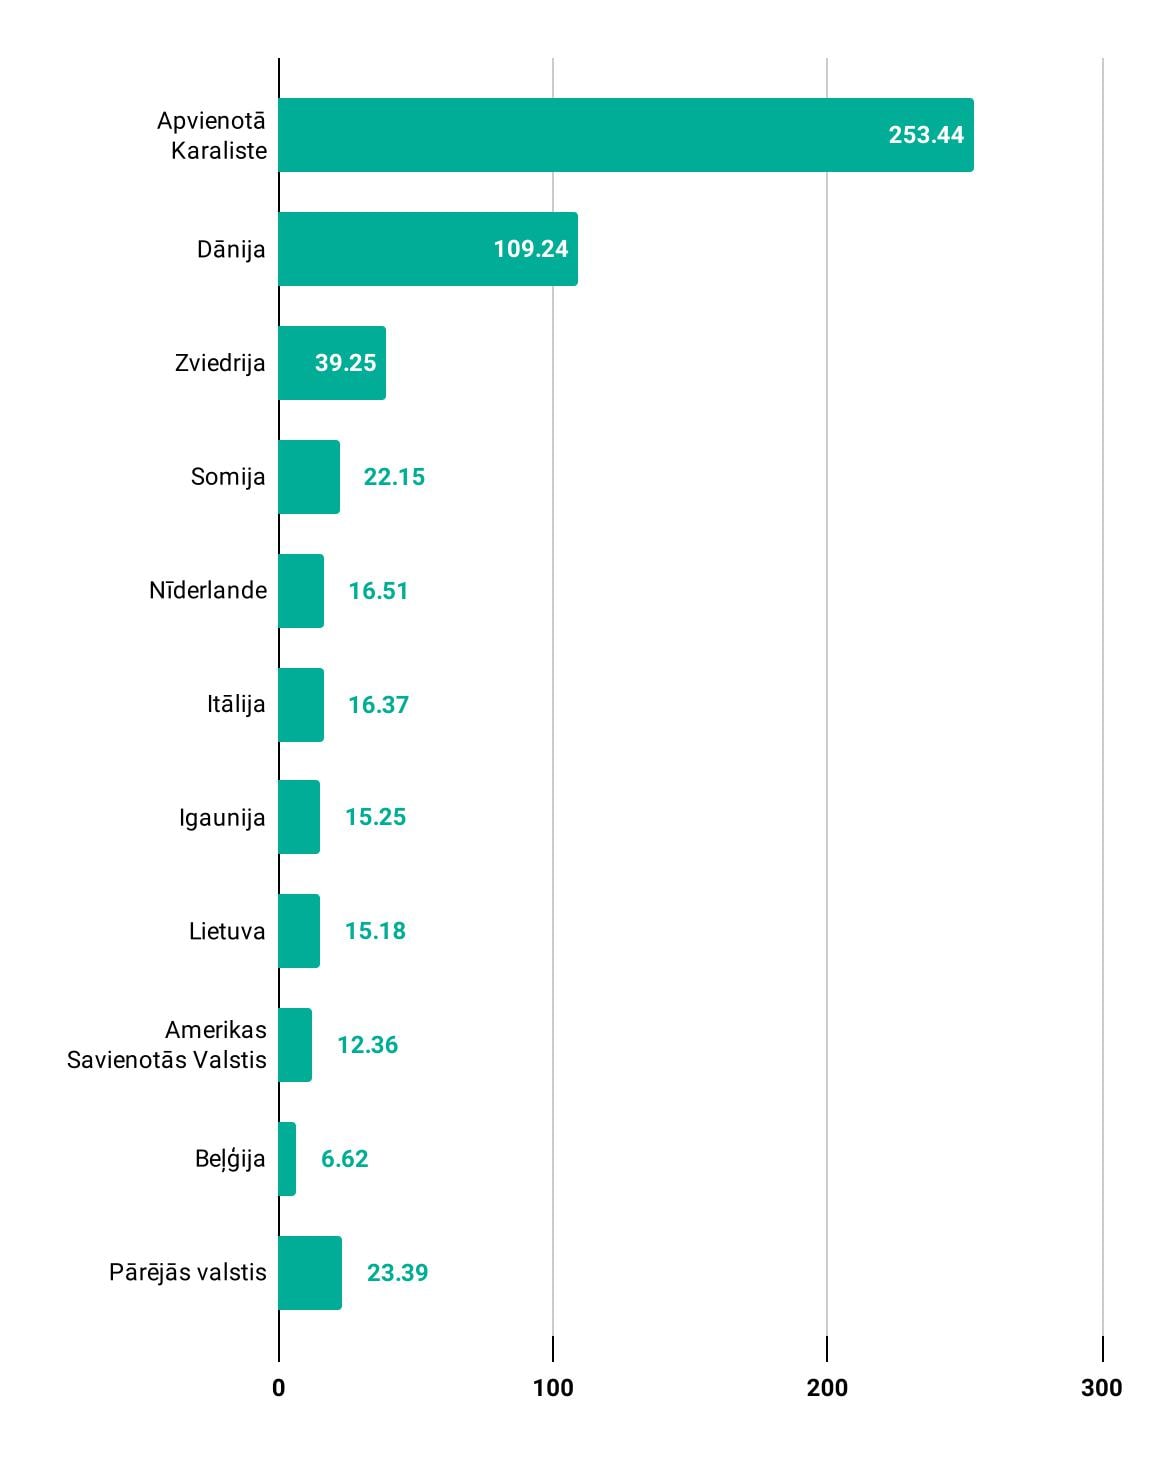 Apvienotā
Karaliste
253.44
Dānija
109.24
Zviedrija
39.25
Somija
22.15
Nīderlande
16.51
Itālija
16.37
Igaunija
15.25
Lietuva
15.18
Amerikas
Savienotās Valstis
12.36
Beļģija
6.62
Pārējās valstis
23.39
0 100 200 300